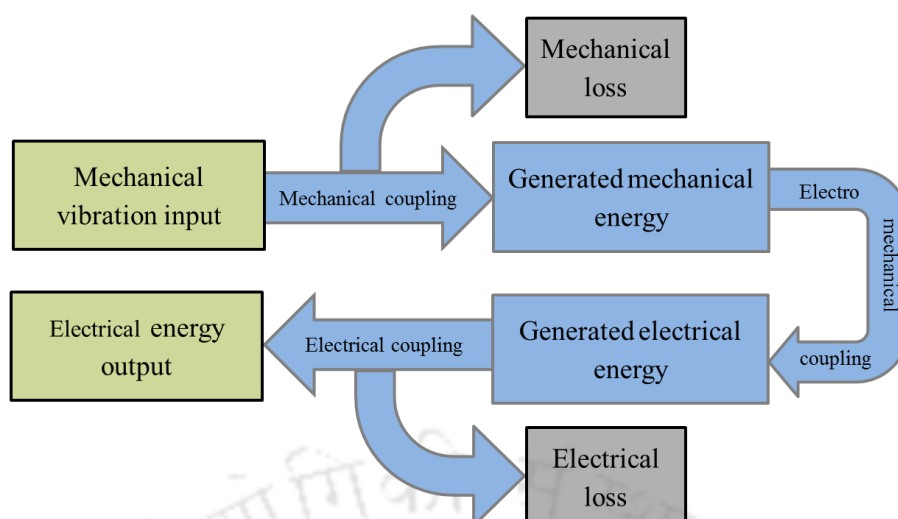 Mechanical
loss
Mechanical
vibration input
Mechanical coupling
Generated mechanical
energy
Electro
mechanical
coupling
Electrical energy
output
Electrical coupling
Generated electrical
energy
Electrical
loss